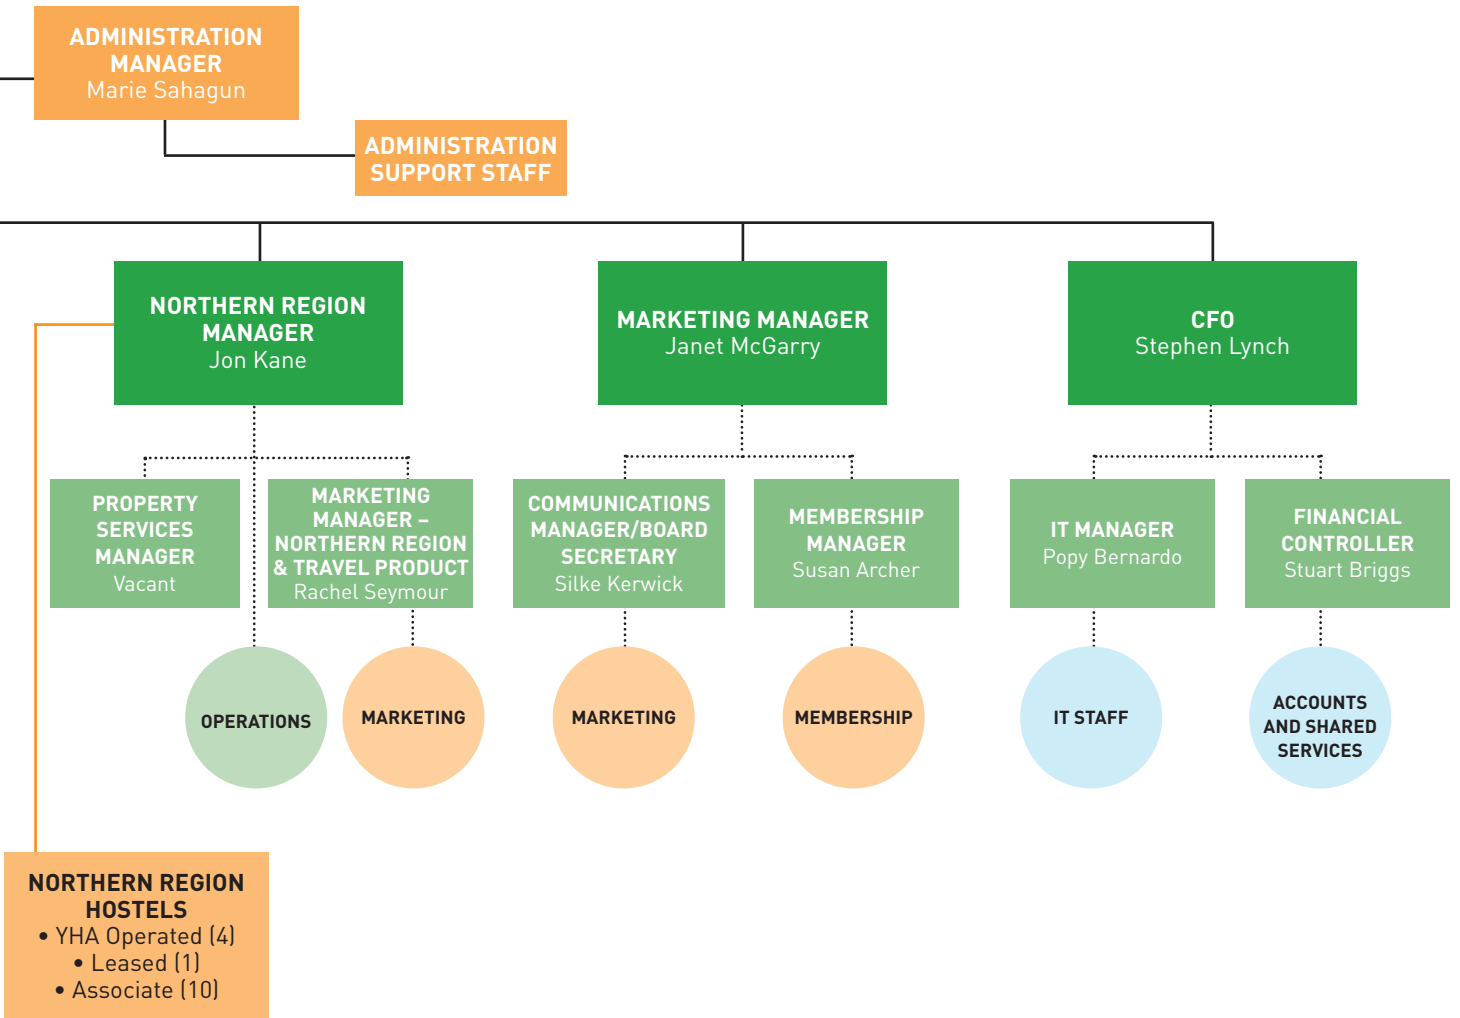 ADMINISTRATION
MANAGER
Marie Sahagun
ADMINISTRATION
SUPPORT STAFF
NORTHERN REGION
MANAGER
Jon Kane
MARKETING MANAGER
Janet McGarry
CFO
Stephen Lynch
PROPERTY
SERVICES
MANAGER
Vacant
MARKETING
MANAGER –
NORTHERN REGION
& TRAVEL PRODUCT
Rachel Seymour
COMMUNICATIONS
MANAGER/BOARD
SECRETARY
Silke Kerwick
MEMBERSHIP
MANAGER
Susan Archer
IT MANAGER
Popy Bernardo
FINANCIAL
CONTROLLER
Stuart Briggs
OPERATIONS
MARKETING
MARKETING
MEMBERSHIP
IT STAFF
ACCOUNTS
AND SHARED
SERVICES
NORTHERN REGION
HOSTELS
• YHA Operated (4)
• Leased (1)
• Associate (10)